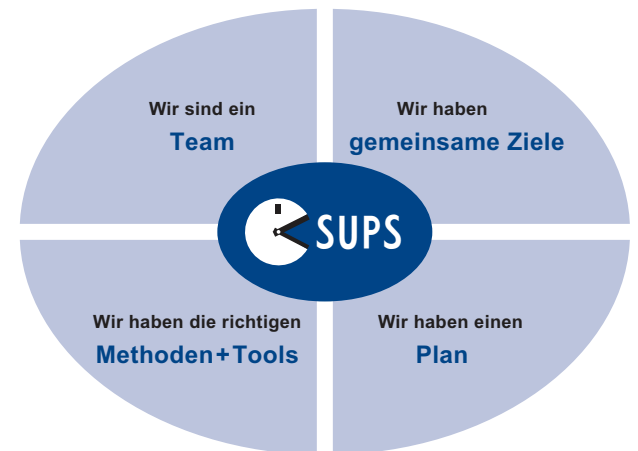 Wir sind ein
Team
Wir haben
gemeinsame Ziele
SUPS
Wir haben die richtigen
Methoden+Tools
Wir haben einen
Plan